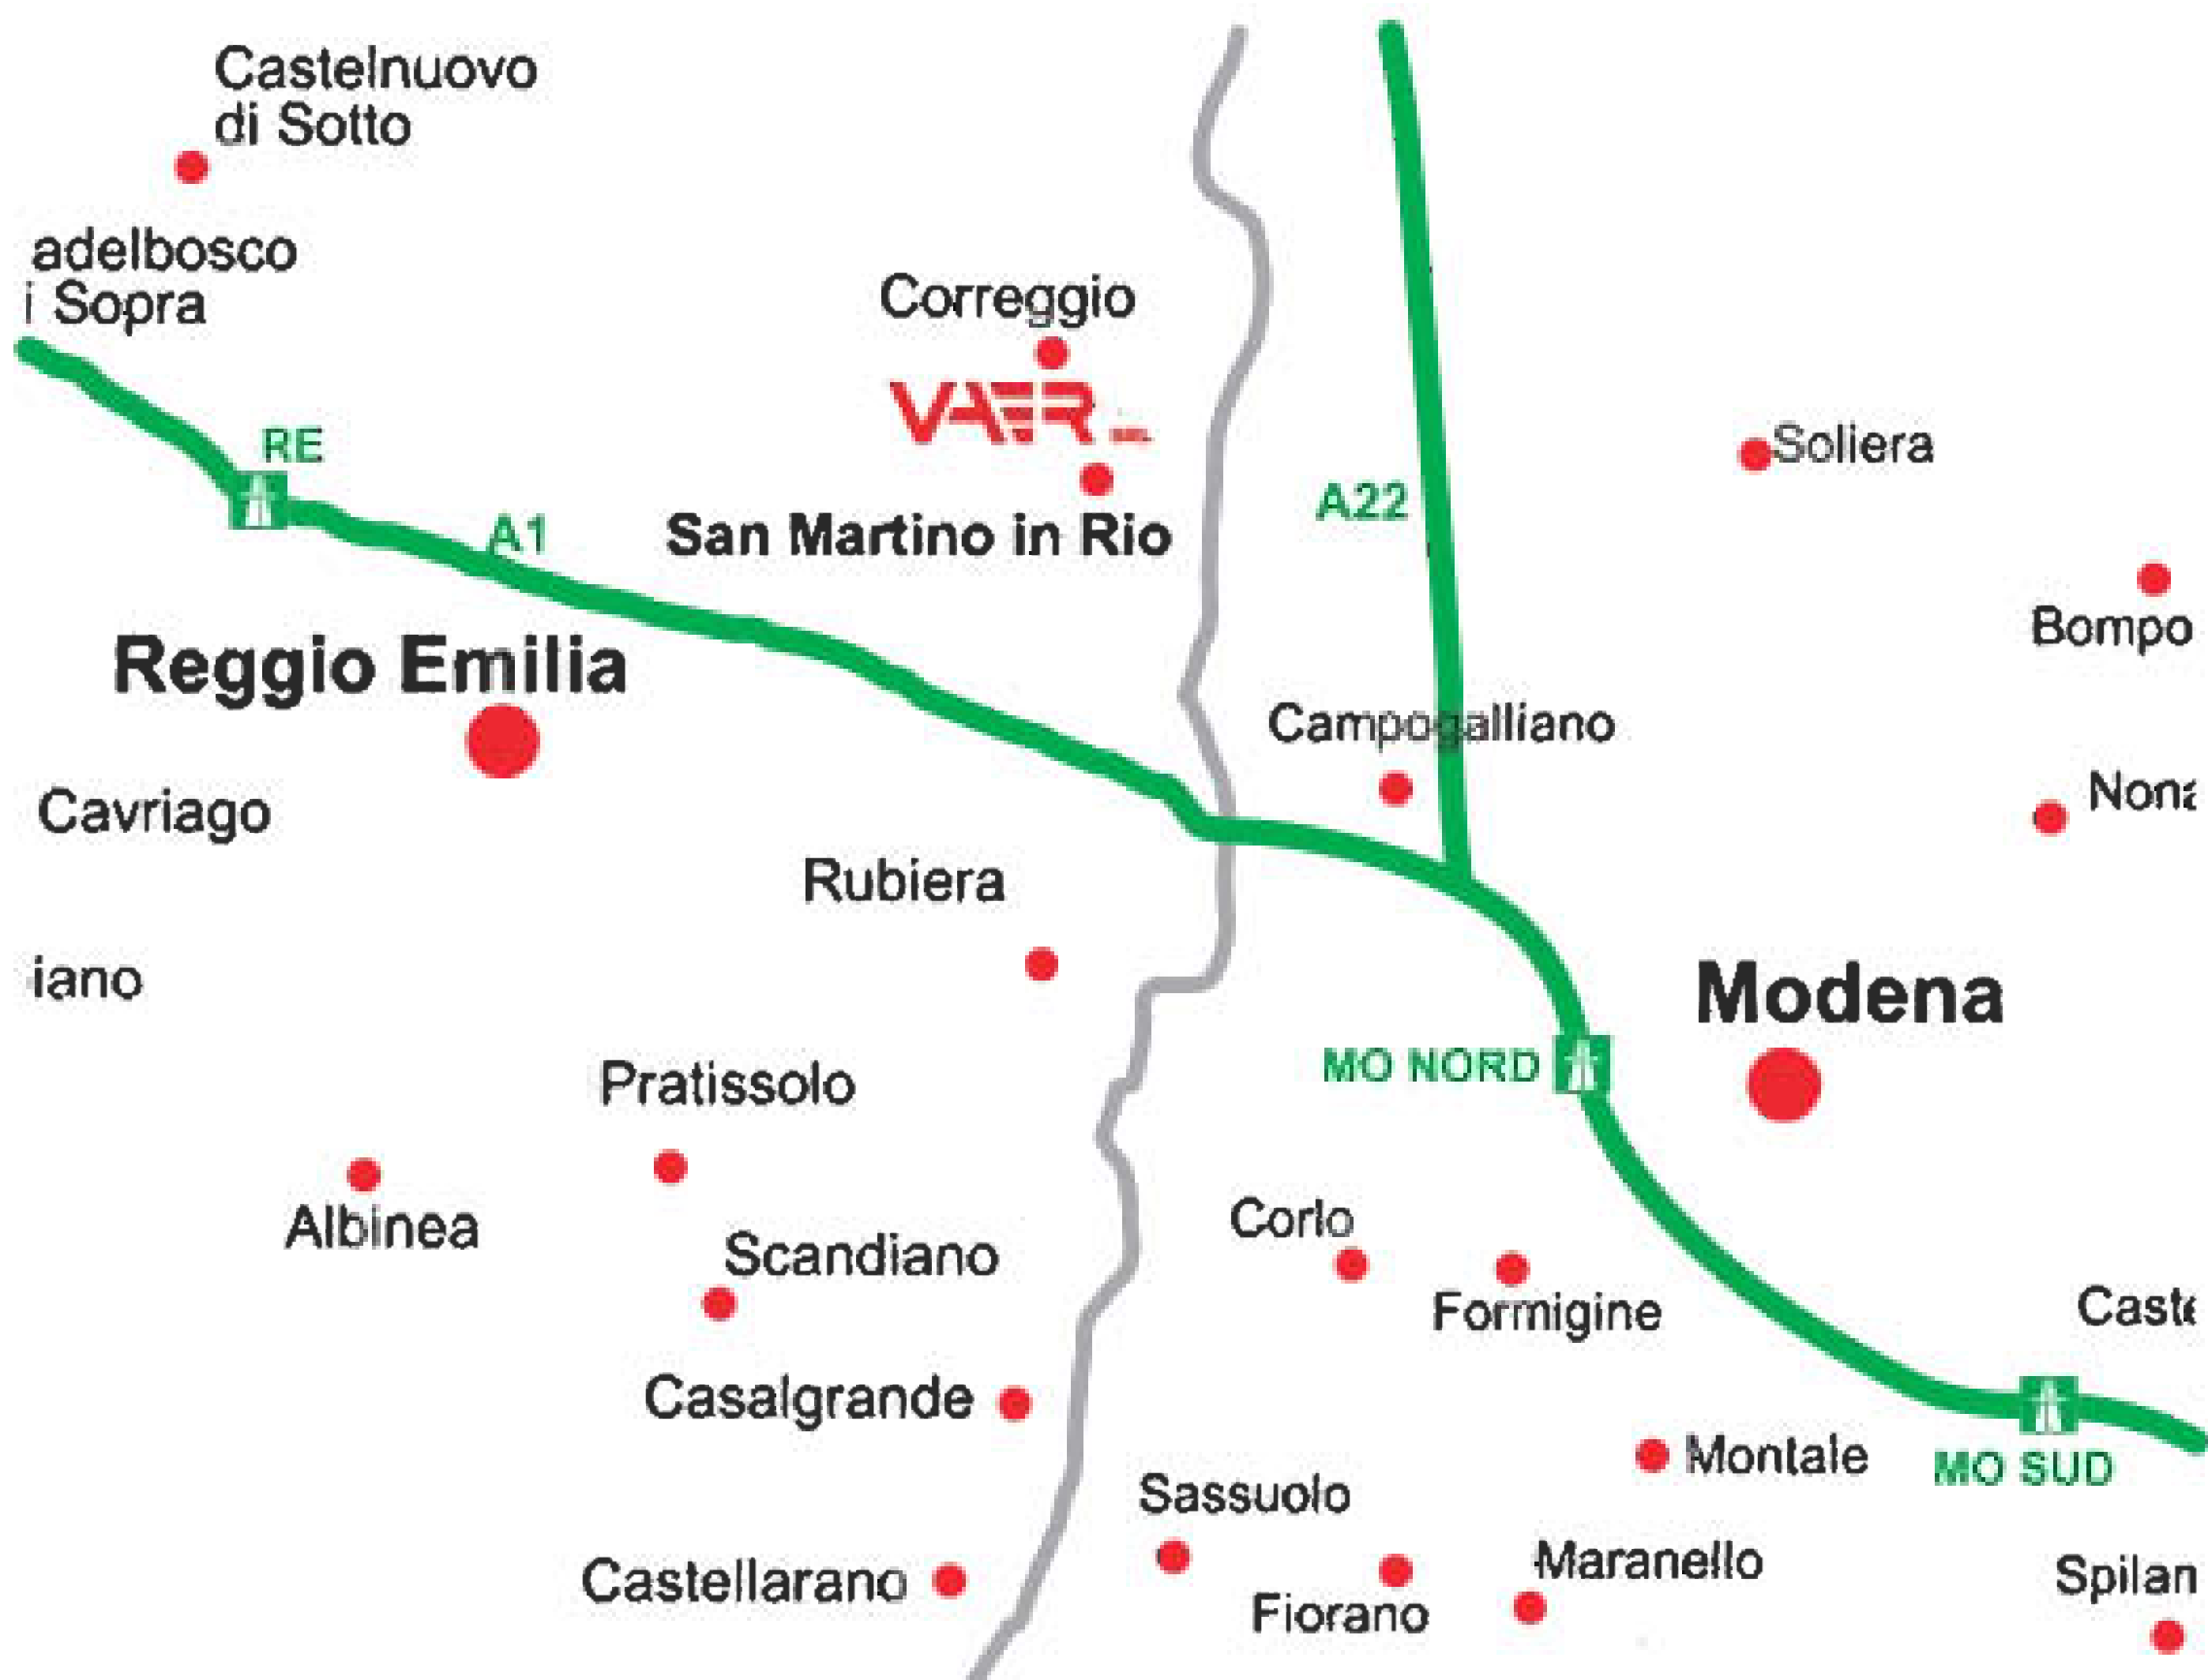 Castelnuovo
di Sotto
adelbosco
i Sopra
Correggio
VAER SRL
RE
Soliera
A22
A1
San Martino in Rio
Bompo
Reggio Emilia
Campogalliano
Non
Cavriago
Rubiera
iano
Modena
MO NORD
Pratissolo
Albinea
Corlo
Scandiano
Formigine
Caste
Casalgrande
Montale
MO SUD
Sassuolo
Maranello
Spilan
Castellarano
Fiorano